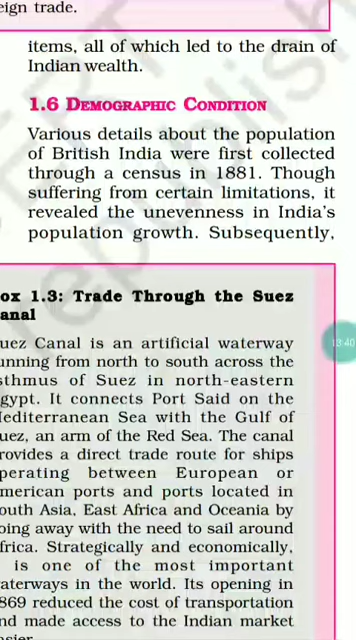 eign trade.
items, all of which led to the drain of
Indian wealth.
1.6 DEMOGRAPHIC CONDITION
Various details about the population
of British India were first collected
through a census in 1881. Though
suffering from certain limitations, it
revealed the unevenness in India's
population growth. Subsequently,
ox 1.3: Trade Through the Suez
anal
uez Canal is an artificial waterway
unning from north to south across the
sthmus of Suez in north-eastern
gypt. It connects Port Said on the
editerranean Sea with the Gulf of
uez, an arm of the Red Sea. The canal
rovides a direct trade route for ships
perating between European or
merican ports and ports located in
outh Asia, East Africa and Oceania by
oing away with the need to sail around
frica. Strategically and economically,
is one of the most important
aterways in the world. Its opening in
869 reduced the cost of transportation
nd made access to the Indian market
13:40